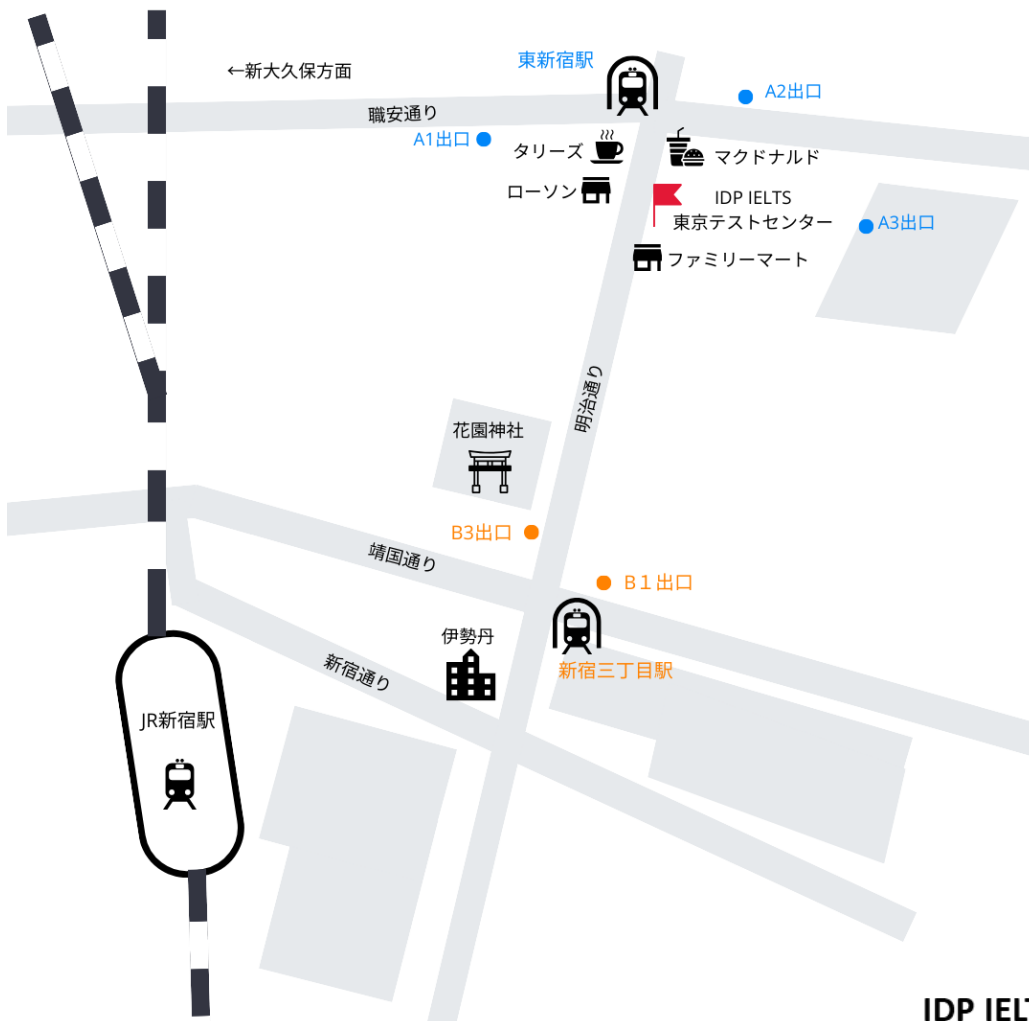 東新宿駅
←新大久保方面
A2出口
職安通り
A1出口
タリーズ
マクドナルド
ローソン
IDP IELTS
東京テストセンター
A3出口
ファミリーマート
明治通り
花園神社
B3出口
靖国通り
B１出口
伊勢丹
新宿三丁目駅
新宿通り
JR新宿駅
IDP IELT